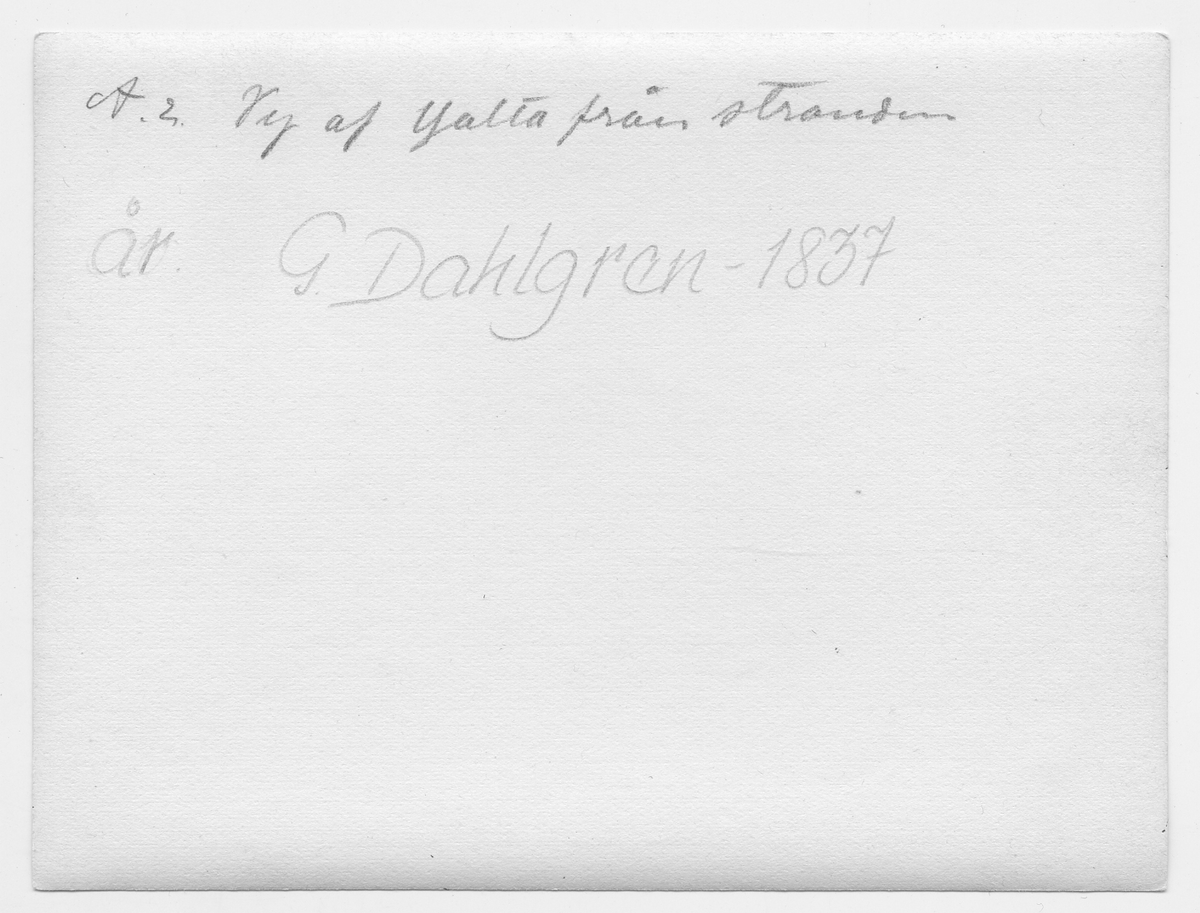 A. 2. Vy af Yalta från stranden
år. G. Dahlgren - 1837